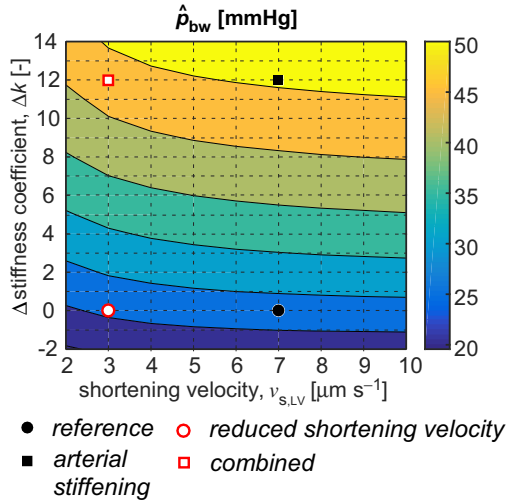 p̂bw [mmHg]
14
12
10
8
6
4
2
0
-2
Δ stiffness coefficient, Δk [-]
2 3 4 5 6 7 8 9 10
shortening velocity, vs,LV [μm s−1]
50
45
40
35
30
25
20
reference
reduced shortening velocity
arterial
stiffening
combined